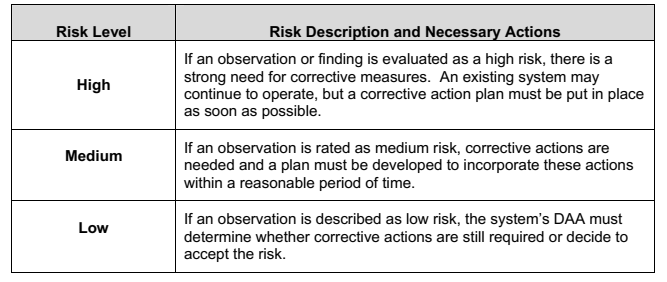 Risk Level Risk Description and Necessary Actions
High
If an observation or finding is evaluated as a high risk, there is a
strong need for corrective measures.  An existing system may
continue to operate, but a corrective action plan must be put in place
as soon as possible.
Medium
If an observation is rated as medium risk, corrective actions are
needed and a plan must be developed to incorporate these actions
within a reasonable period of time.
Low
If an observation is described as low risk, the system’s DAA must
determine whether corrective actions are still required or decide to
accept the risk.